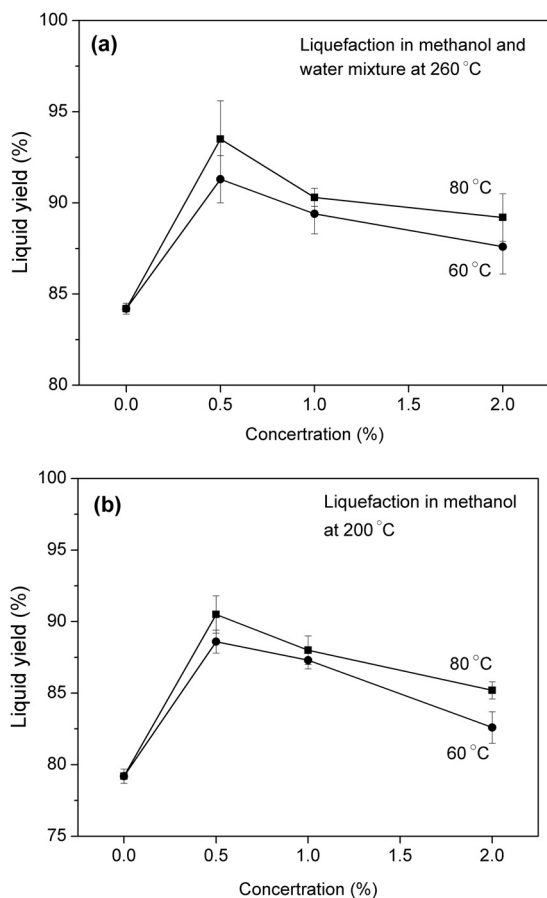 100
(a)
Liquefaction in methanol and
water mixture at 260 °C
95
90
85
80
Liquid yield (%)
80 °C
60 °C
0.0 0.5 1.0 1.5 2.0
Concertration (%)
100
(b)
Liquefaction in methanol
at 200 °C
95
90
85
80
75
Liquid yield (%)
80 °C
60 °C
0.0 0.5 1.0 1.5 2.0
Concertration (%)